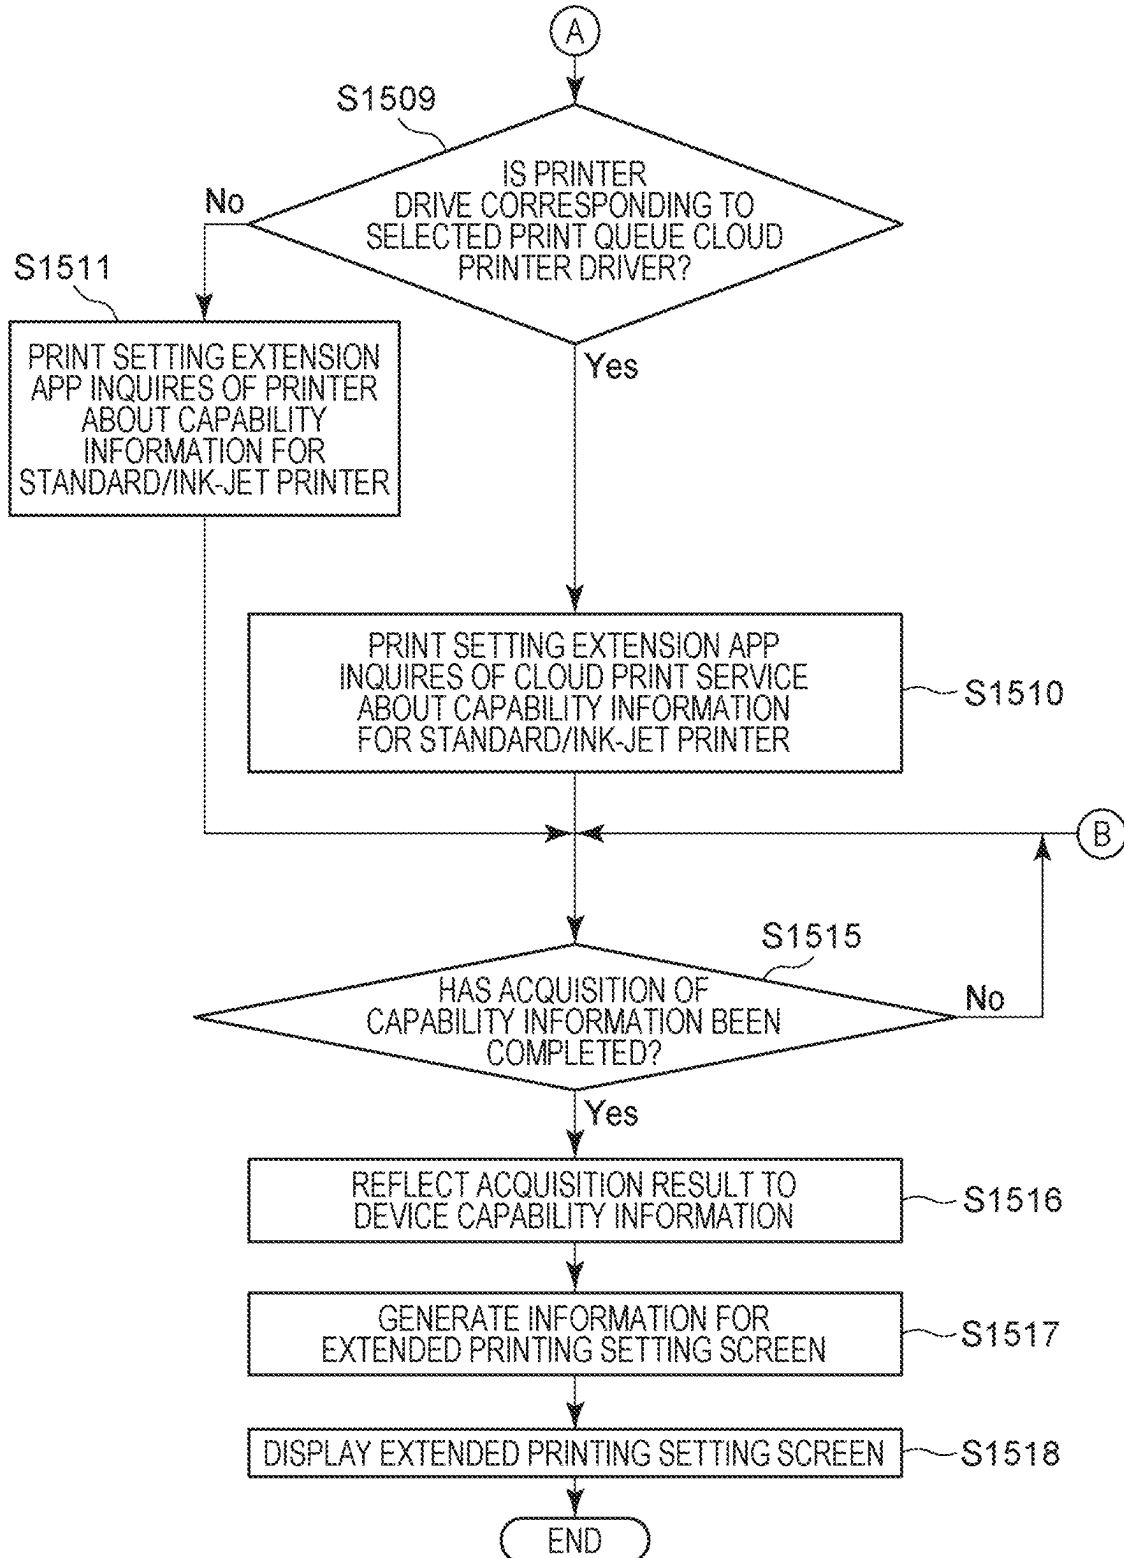 A
S1509
IS PRINTER
DRIVE CORRESPONDING TO
SELECTED PRINT QUEUE CLOUD
PRINTER DRIVER?
No
Yes
S1511
PRINT SETTING EXTENSION
APP INQUIRES OF PRINTER
ABOUT CAPABILITY
INFORMATION FOR
STANDARD/INK-JET PRINTER
PRINT SETTING EXTENSION APP
INQUIRES OF CLOUD PRINT SERVICE
ABOUT CAPABILITY INFORMATION
FOR STANDARD/INK-JET PRINTER
S1510
B
S1515
HAS ACQUISITION OF
CAPABILITY INFORMATION BEEN
COMPLETED?
No
Yes
REFLECT ACQUISITION RESULT TO
DEVICE CAPABILITY INFORMATION
S1516
GENERATE INFORMATION FOR
EXTENDED PRINTING SETTING SCREEN
S1517
DISPLAY EXTENDED PRINTING SETTING SCREEN
S1518
END